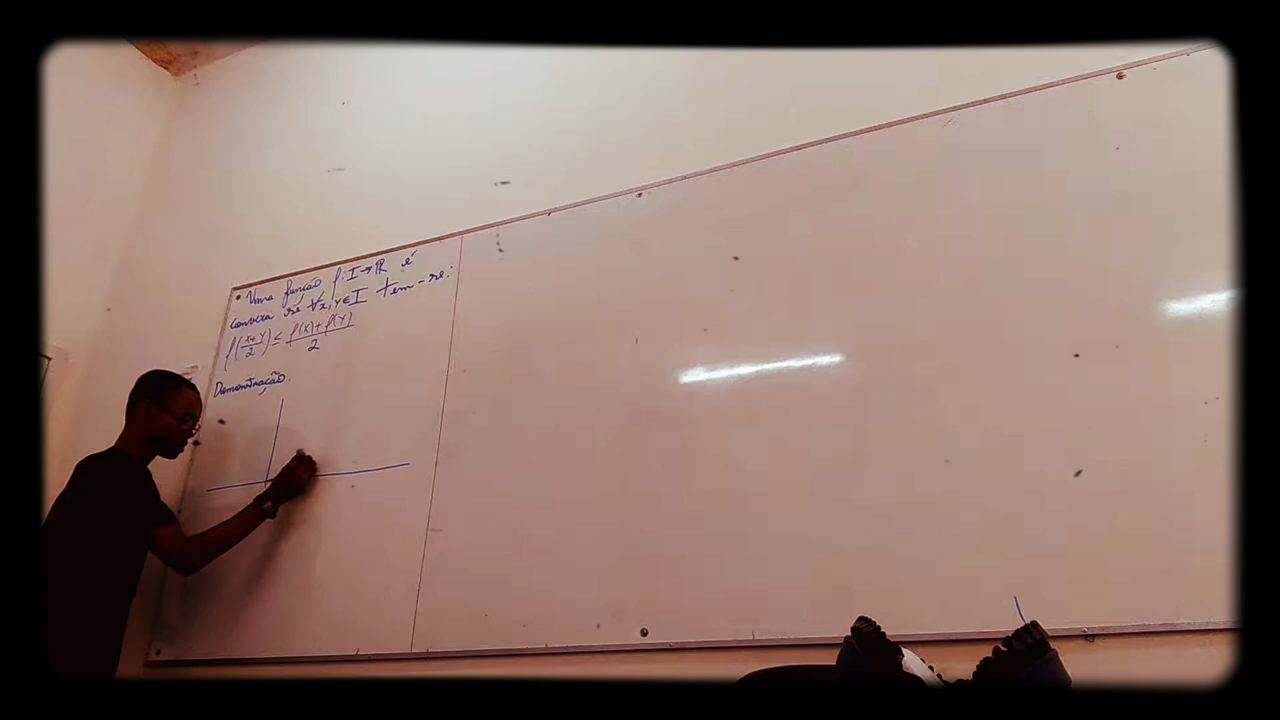 • Uma função f: I → ℝ é
convexa se ∀x,y ∈ I tem-se:
f((x+y)/2) ≤ (f(x)+f(y))/2
Demonstração.